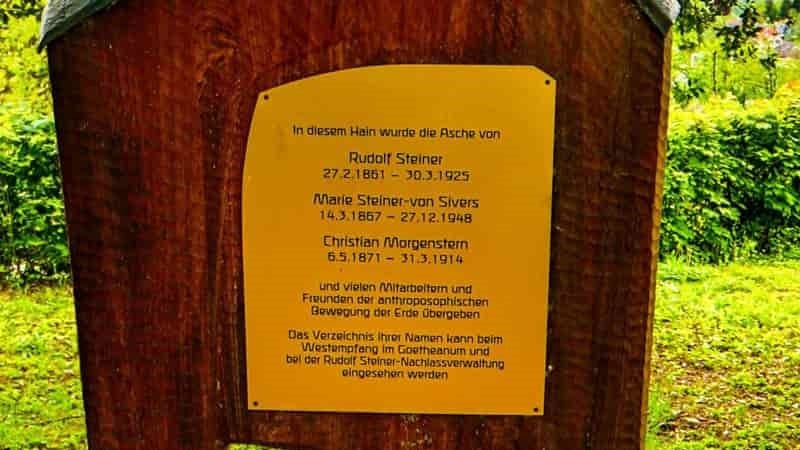 In diesem Hain wurde die Asche von
Rudolf Steiner
27.2.1861 – 30.3.1925
Marie Steiner-von Sivers
14.3.1867 – 27.12.1948
Christian Morgenstern
6.5.1871 – 31.3.1914
und vielen Mitarbeitern und
Freunden der anthroposophischen
Bewegung der Erde übergeben
Das Verzeichnis ihrer Namen kann beim
Westempfang im Goetheanum und
bei der Rudolf Steiner-Nachlassverwaltung
eingesehen werden